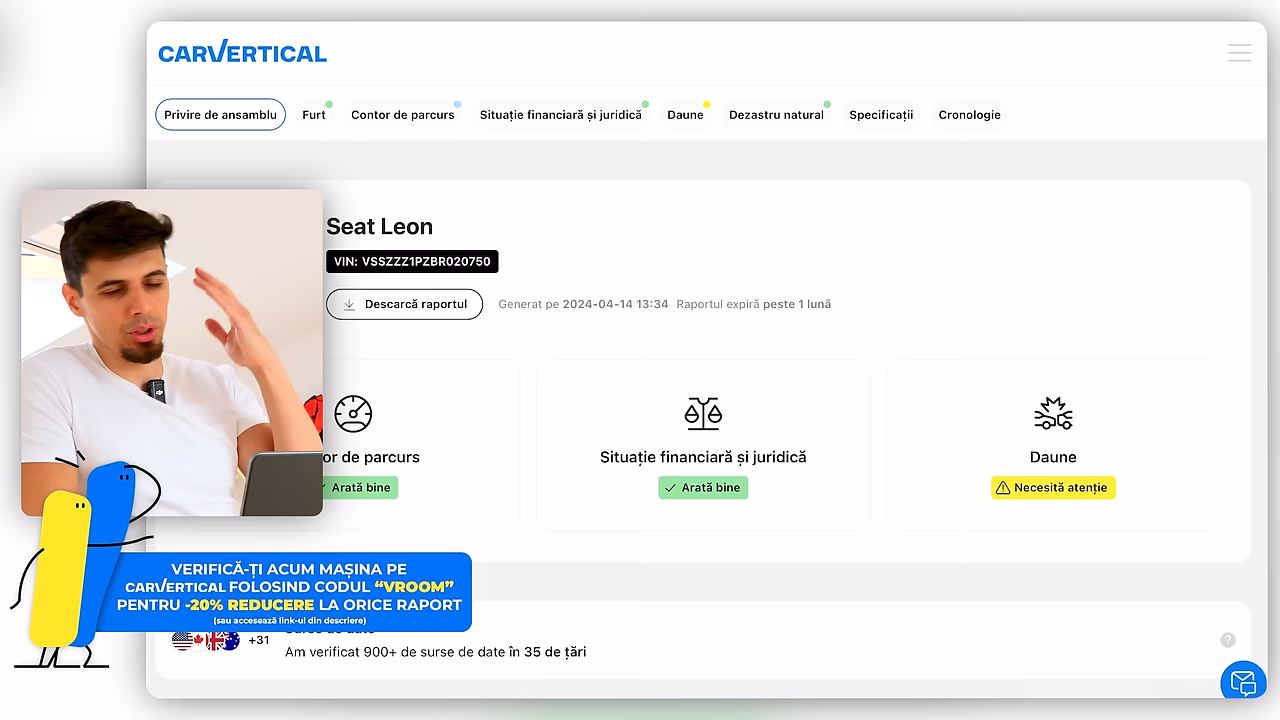 CARVERTICAL
Privire de ansamblu
Furt
Contor de parcurs
Situație financiară și juridică
Daune
Dezastru natural
Specificații
Cronologie
Seat Leon
VIN: VSSZZZ1PZBR020750
Descarcă raportul
Generat pe 2024-04-14 13:34 Raportul expiră peste 1 lună
or de parcurs
Arată bine
Situație financiară și juridică
Arată bine
Daune
Necesită atenție
VERIFICĂ-ȚI ACUM MAȘINA PE
CARVERTICAL FOLOSIND CODUL “VROOM”
PENTRU -20% REDUCERE LA ORICE RAPORT
(sau accesează link-ul din descriere)
+31
Am verificat 900+ de surse de date în 35 de țări
?